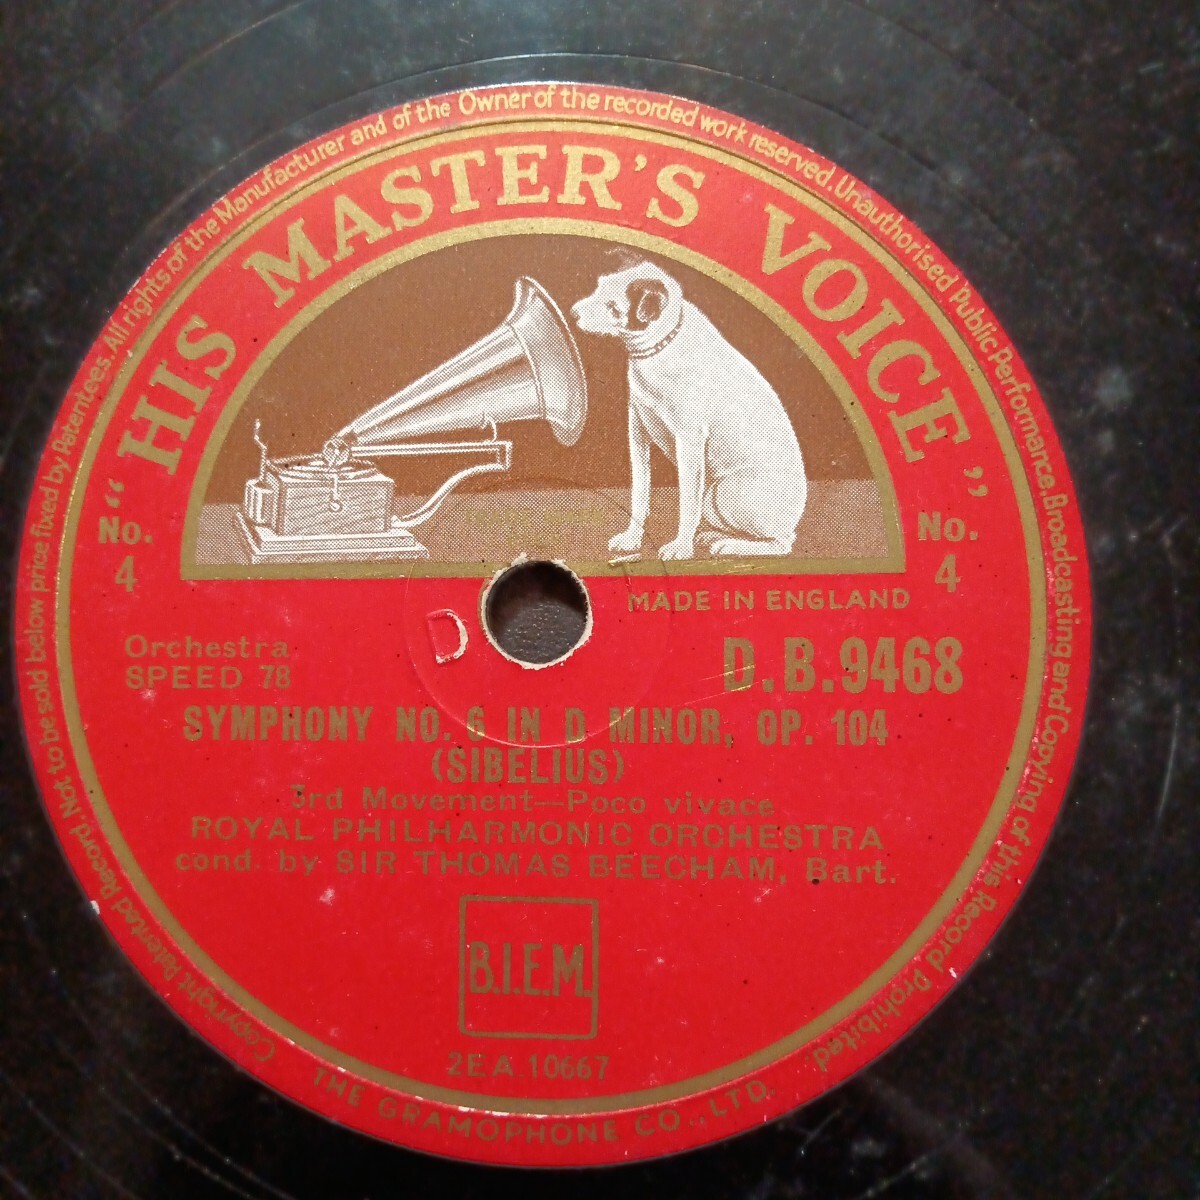 Copyright Patented Record. Not to be sold below price fixed by Patentees. All rights of the Manufacturer and of the Owner of the recorded work reserved. Unauthorised Public Performance, Broadcasting and Copying of this Record Prohibited.
"HIS MASTER'S VOICE"
No. 4
No. 4
MADE IN ENGLAND
D
Orchestra
SPEED 78
D.B.9468
SYMPHONY NO. 6 IN D MINOR, OP. 104
(SIBELIUS)
3rd Movement—Poco vivace
ROYAL PHILHARMONIC ORCHESTRA
cond. by SIR THOMAS BEECHAM, Bart.
B.I.E.M.
2EA.10667
THE GRAMOPHONE CO., LTD.